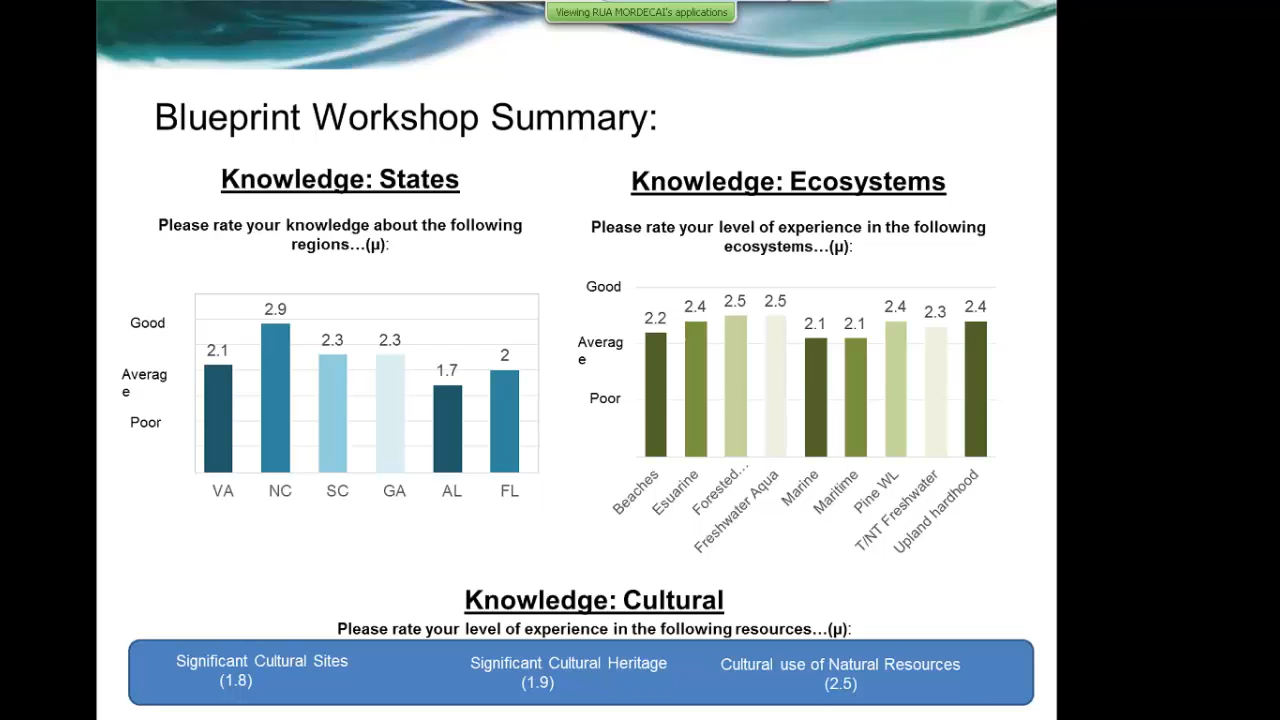 Viewing RUA MORDECAI's applications
Blueprint Workshop Summary:
Knowledge: States
Please rate your knowledge about the following
regions…(µ):
Good
Averag
e
Poor
2.1
2.9
2.3
2.3
1.7
2
VA
NC
SC
GA
AL
FL
Knowledge: Ecosystems
Please rate your level of experience in the following
ecosystems…(µ):
Good
Averag
e
Poor
2.2
2.4
2.5
2.5
2.1
2.1
2.4
2.3
2.4
Beaches
Esuarine
Forested…
Freshwater Aqua
Marine
Maritime
Pine WL
T/NT Freshwater
Upland hardhood
Knowledge: Cultural
Please rate your level of experience in the following resources…(µ):
Significant Cultural Sites
(1.8)
Significant Cultural Heritage
(1.9)
Cultural use of Natural Resources
(2.5)